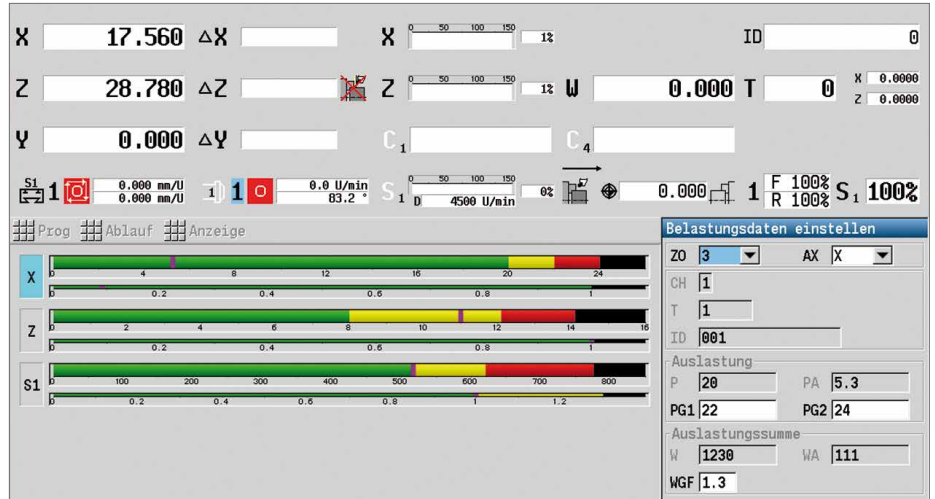 X 17.560 △X X 0 50 100 150 1% ID 0
Z 28.780 △Z Z 0 50 100 150 1% W 0.000 T 0 X 0.0000
Z 0.0000
Y 0.000 △Y C1 C4
S1 1 0.000 mm/U 1 1 0.0 U/min S1 0 50 100 150 0% 0.000 1 F 100% S1 100%
0.000 mm/U 83.2 ° D 4500 U/min R 100%
Prog Ablauf Anzeige
X
0 4 8 12 16 20 24
0 0.2 0.4 0.6 0.8 1
Z
0 2 4 6 8 10 12 14 16
0 0.2 0.4 0.6 0.8 1
S1
0 100 200 300 400 500 600 700 800
0 0.2 0.4 0.6 0.8 1 1.2
Belastungsdaten einstellen
ZO 3 AX X
CH 1
T 1
ID 001
Auslastung
P 20 PA 5.3
PG1 22 PG2 24
Auslastungssumme
W 1230 WA 111
WGF 1.3